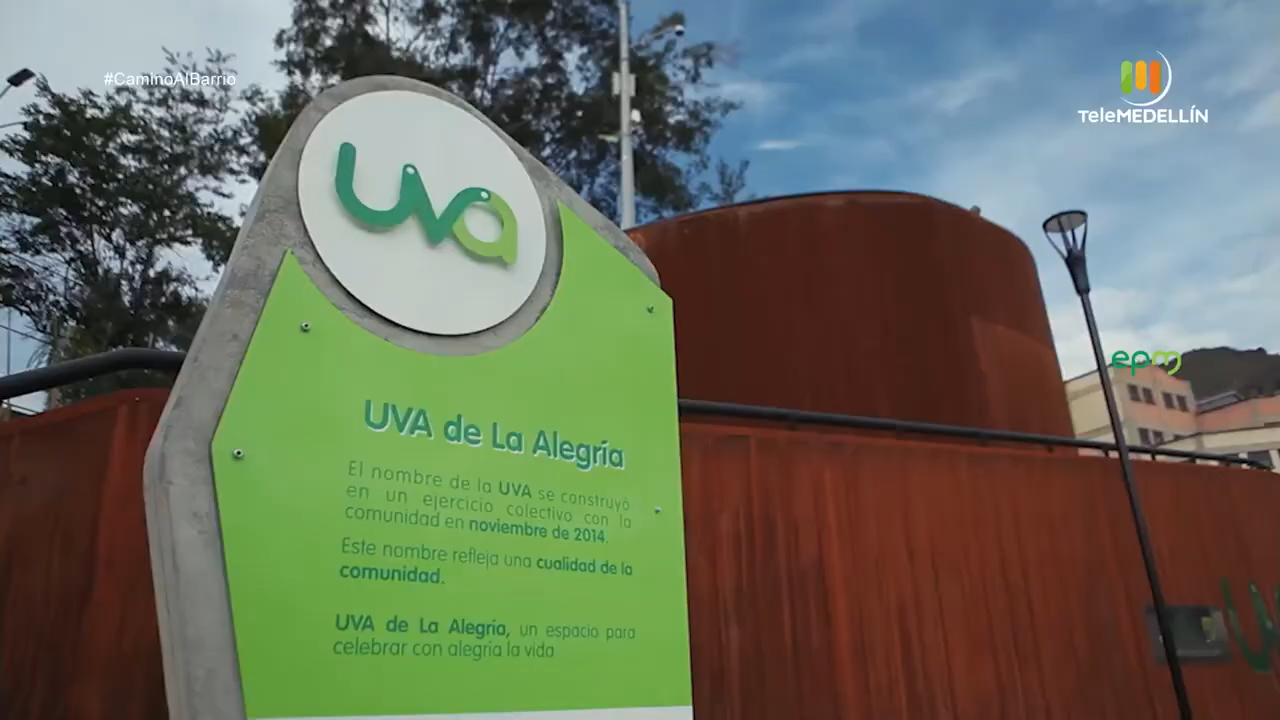 #CaminoAlBarrio
TeleMEDELLÍN
uva
epm
UVA de La Alegría
El nombre de la UVA se construyó
en un ejercicio colectivo con la
comunidad en noviembre de 2014.
Este nombre refleja una cualidad de la
comunidad.
UVA de La Alegría, un espacio para
celebrar con alegría la vida